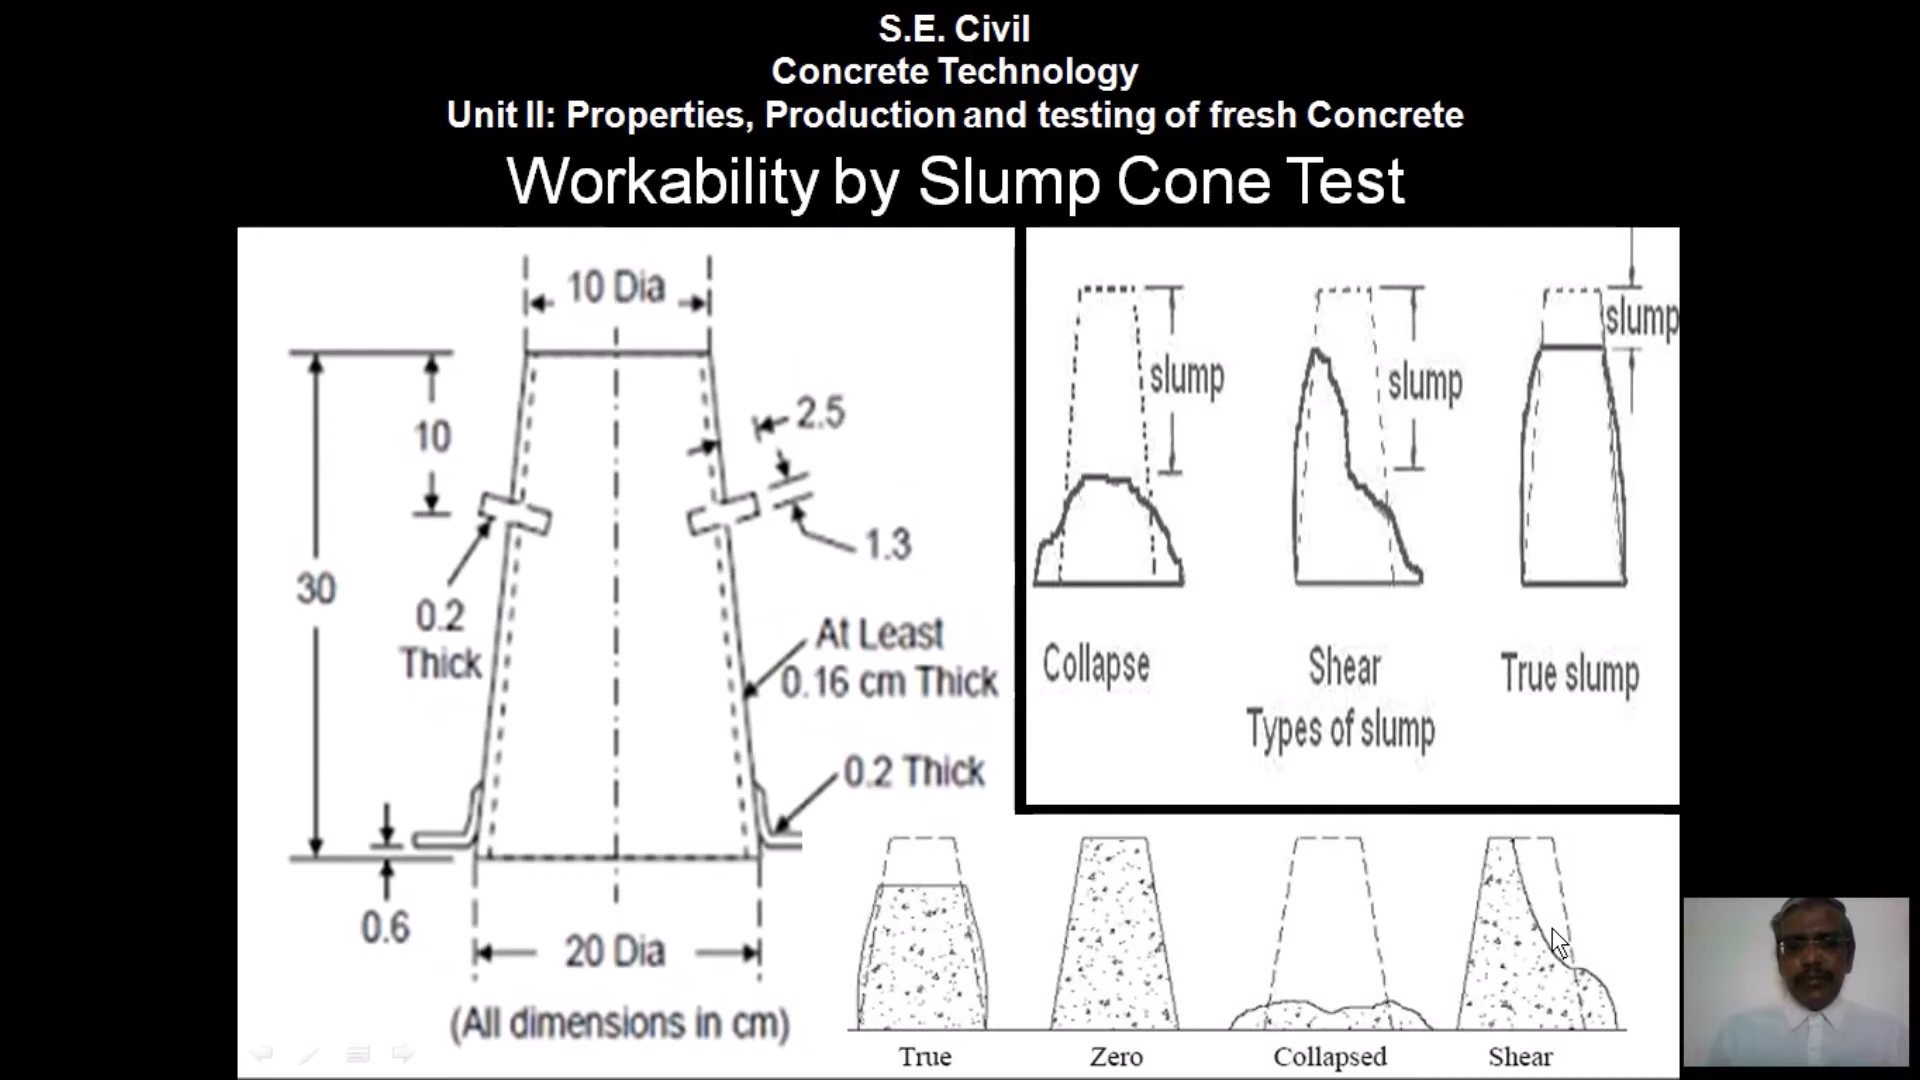 S.E. Civil
Concrete Technology
Unit II: Properties, Production and testing of fresh Concrete
Workability by Slump Cone Test
10 Dia
10
2.5
1.3
30
0.2
Thick
At Least
0.16 cm Thick
0.2 Thick
0.6
20 Dia
(All dimensions in cm)
slump
slump
slump
Collapse
Shear
True slump
Types of slump
True
Zero
Collapsed
Shear